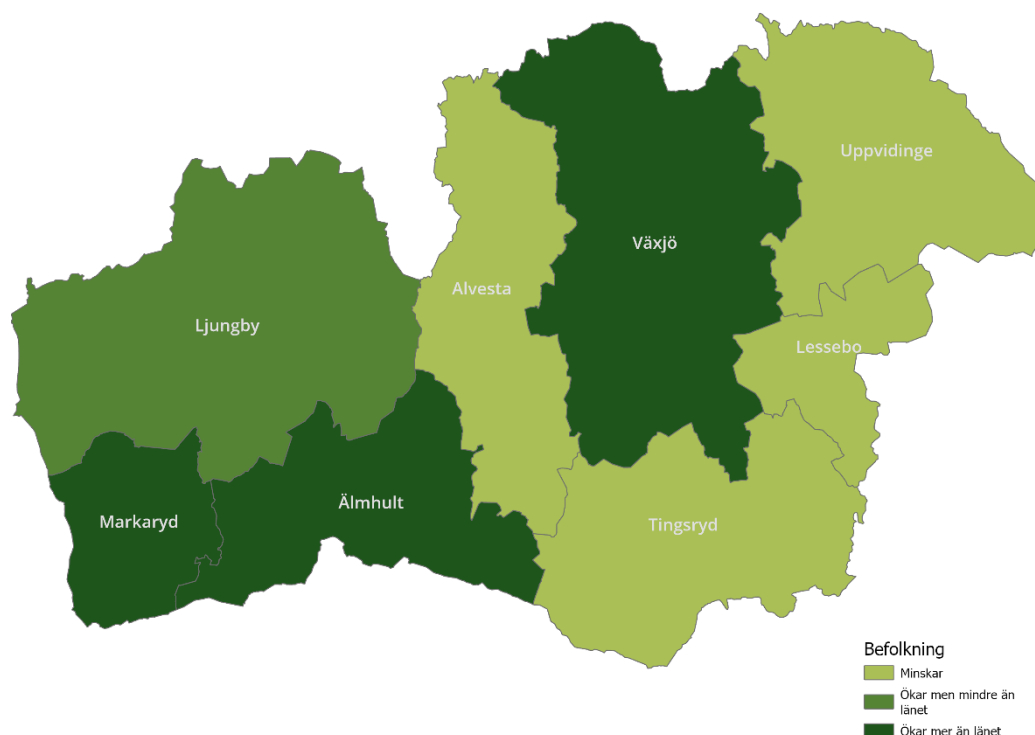 Uppvidinge
Växjö
Alvesta
Ljungby
Lessebo
Älmhult
Markaryd
Tingsryd
Befolkning
Minskar
Ökar men mindre än
länet
Ökar mer än länet